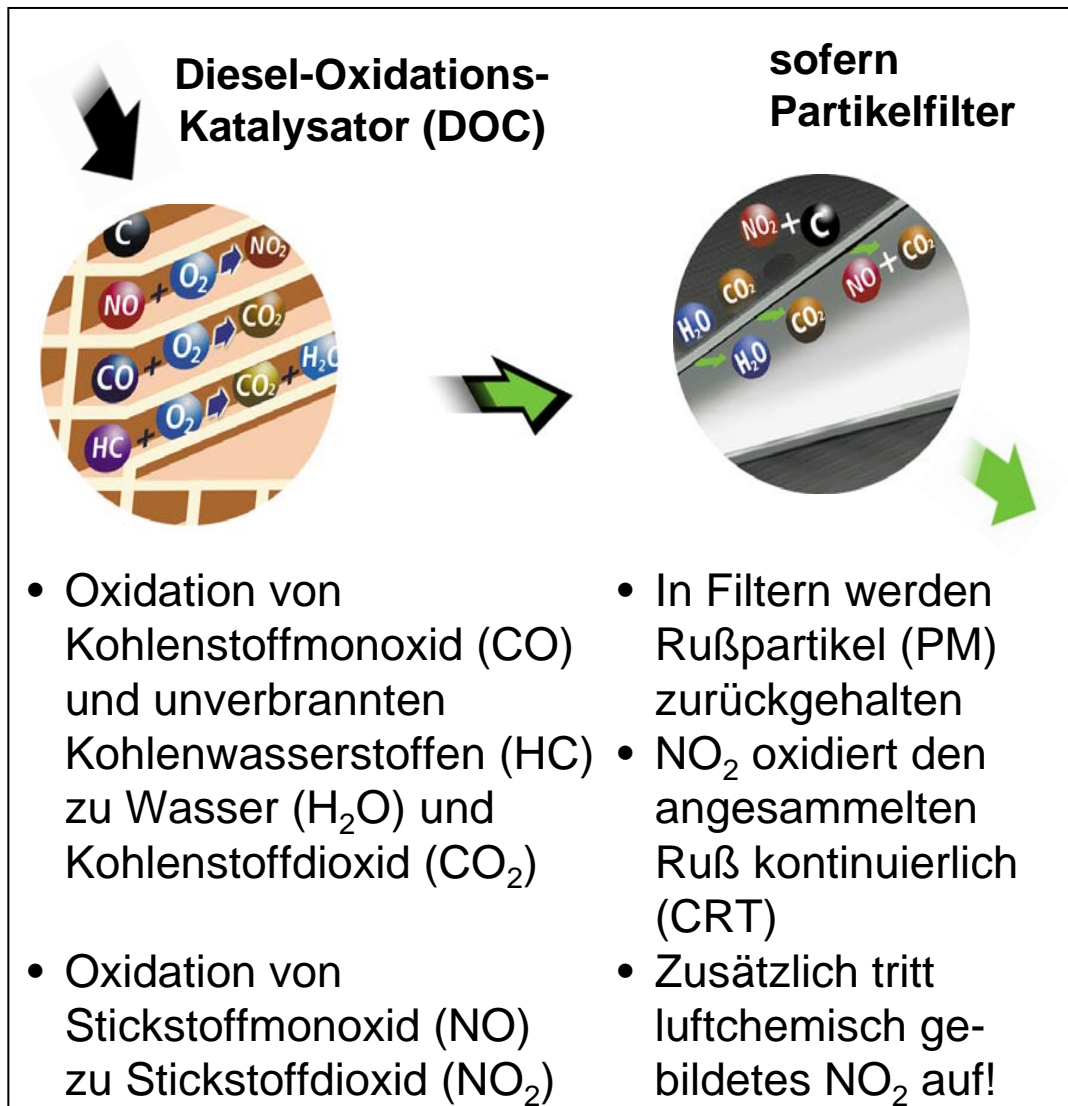 Diesel-Oxidations-
Katalysator (DOC)
sofern
Partikelfilter
C
NO + O₂ NO₂
CO + O₂ CO₂
HC + O₂ CO₂ + H₂O
NO₂ + C
NO + CO₂
CO₂
CO₂
H₂O
H₂O
• Oxidation von
Kohlenstoffmonoxid (CO)
und unverbrannten
Kohlenwasserstoffen (HC)
zu Wasser (H₂O) und
Kohlenstoffdioxid (CO₂)
• Oxidation von
Stickstoffmonoxid (NO)
zu Stickstoffdioxid (NO₂)
• In Filtern werden
Rußpartikel (PM)
zurückgehalten
• NO₂ oxidiert den
angesammelten
Ruß kontinuierlich
(CRT)
• Zusätzlich tritt
luftchemisch ge-
bildetes NO₂ auf!